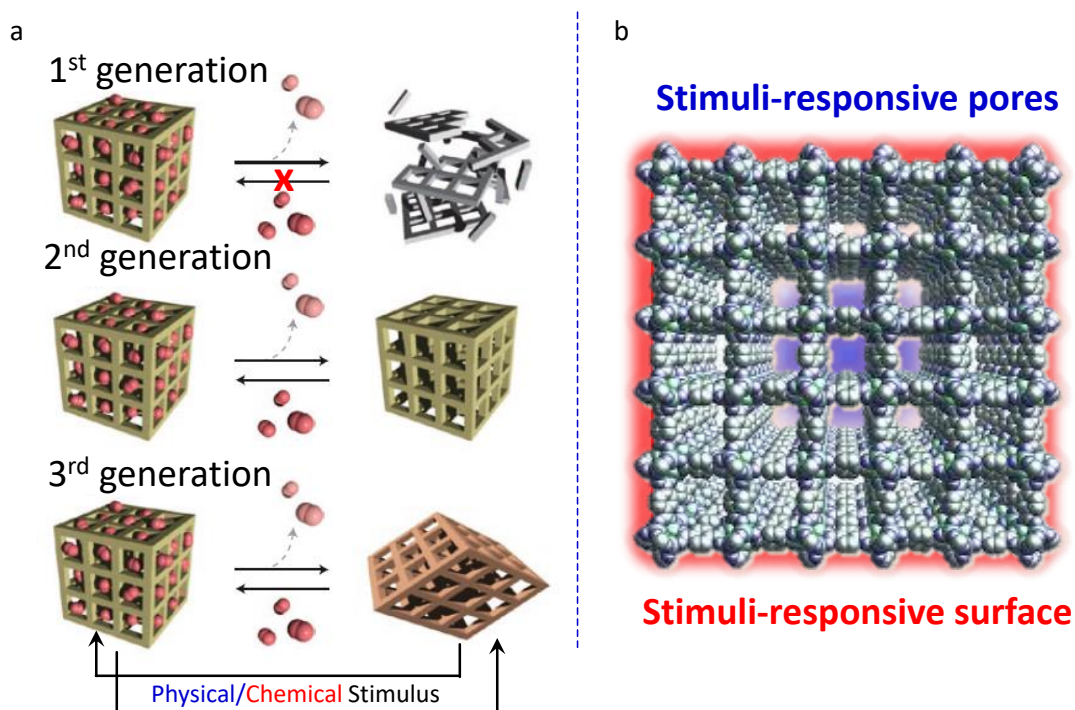 a
1st generation
X
2nd generation
3rd generation
Physical/Chemical Stimulus
b
Stimuli-responsive pores
Stimuli-responsive surface